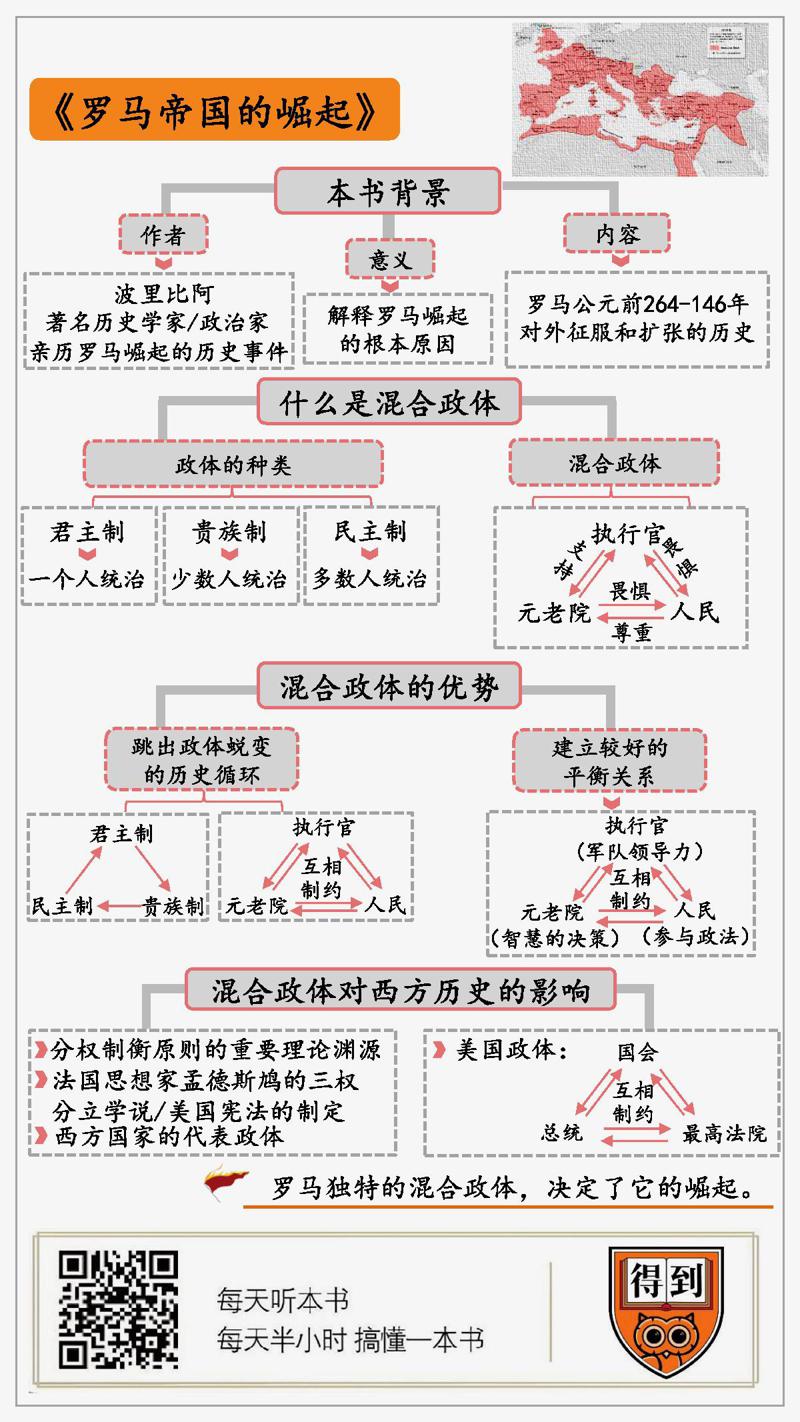 《罗马帝国的崛起》
本书背景
作者
意义
内容
波里比阿
著名历史学家/政治家
亲历罗马崛起的历史事件
解释罗马崛起
的根本原因
罗马公元前264-146年
对外征服和扩张的历史
什么是混合政体
政体的种类
混合政体
君主制
贵族制
民主制
一个人统治
少数人统治
多数人统治
执行官
支持
畏惧
元老院
畏惧
人民
尊重
混合政体的优势
跳出政体蜕变
的历史循环
建立较好的
平衡关系
君主制
民主制
贵族制
执行官
互相
制约
元老院
人民
执行官
(军队领导力)
互相
制约
元老院
人民
(智慧的决策)
(参与政法)
混合政体对西方历史的影响
分权制衡原则的重要理论渊源
法国思想家孟德斯鸠的三权
分立学说/美国宪法的制定
西方国家的代表政体
美国政体：
国会
互相
制约
总统
最高法院
罗马独特的混合政体，决定了它的崛起。
每天听本书
每天半小时 搞懂一本书
得到